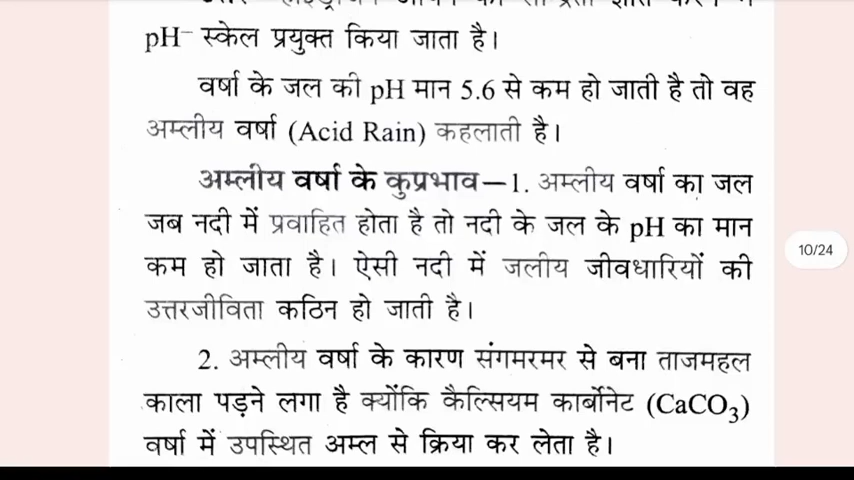 pH⁻ स्केल प्रयुक्त किया जाता है।
वर्षा के जल की pH मान 5.6 से कम हो जाती है तो वह
अम्लीय वर्षा (Acid Rain) कहलाती है।
अम्लीय वर्षा के कुप्रभाव—1. अम्लीय वर्षा का जल
जब नदी में प्रवाहित होता है तो नदी के जल के pH का मान
कम हो जाता है। ऐसी नदी में जलीय जीवधारियों की
उत्तरजीविता कठिन हो जाती है।
10/24
2. अम्लीय वर्षा के कारण संगमरमर से बना ताजमहल
काला पड़ने लगा है क्योंकि कैल्सियम कार्बोनेट (CaCO₃)
वर्षा में उपस्थित अम्ल से क्रिया कर लेता है।